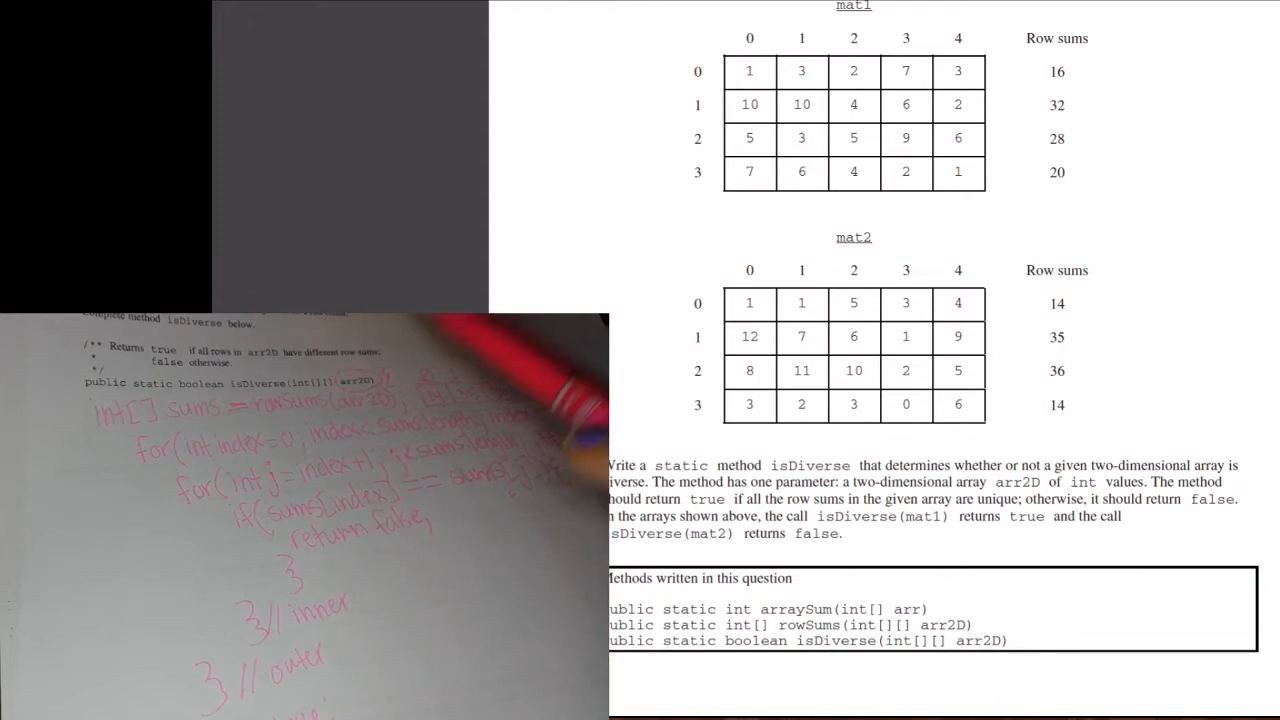 mat1
0 1 2 3 4 Row sums
0 1 3 2 7 3 16
1 10 10 4 6 2 32
2 5 3 5 9 6 28
3 7 6 4 2 1 20
mat2
0 1 2 3 4 Row sums
0 1 1 5 3 4 14
1 12 7 6 1 9 35
2 8 11 10 2 5 36
3 3 2 3 0 6 14
Write a static method isDiverse that determines whether or not a given two-dimensional array is
diverse. The method has one parameter: a two-dimensional array arr2D of int values. The method
should return true if all the row sums in the given array are unique; otherwise, it should return false.
In the arrays shown above, the call isDiverse(mat1) returns true and the call
isDiverse(mat2) returns false.
Methods written in this question
public static int arraySum(int[] arr)
public static int[] rowSums(int[][] arr2D)
public static boolean isDiverse(int[][] arr2D)
Complete method isDiverse below.
/** Returns true if all rows in arr2D have different row sums;
* false otherwise.
*/
public static boolean isDiverse(int[][] arr2D) {
int[] sums = rowSums(arr2D);
for(int index=0; index<sums.length; index
for(int j=index+1; j<sums.length;
if(sums[index] == sums[j])
return false;
}
} // inner
} // outer